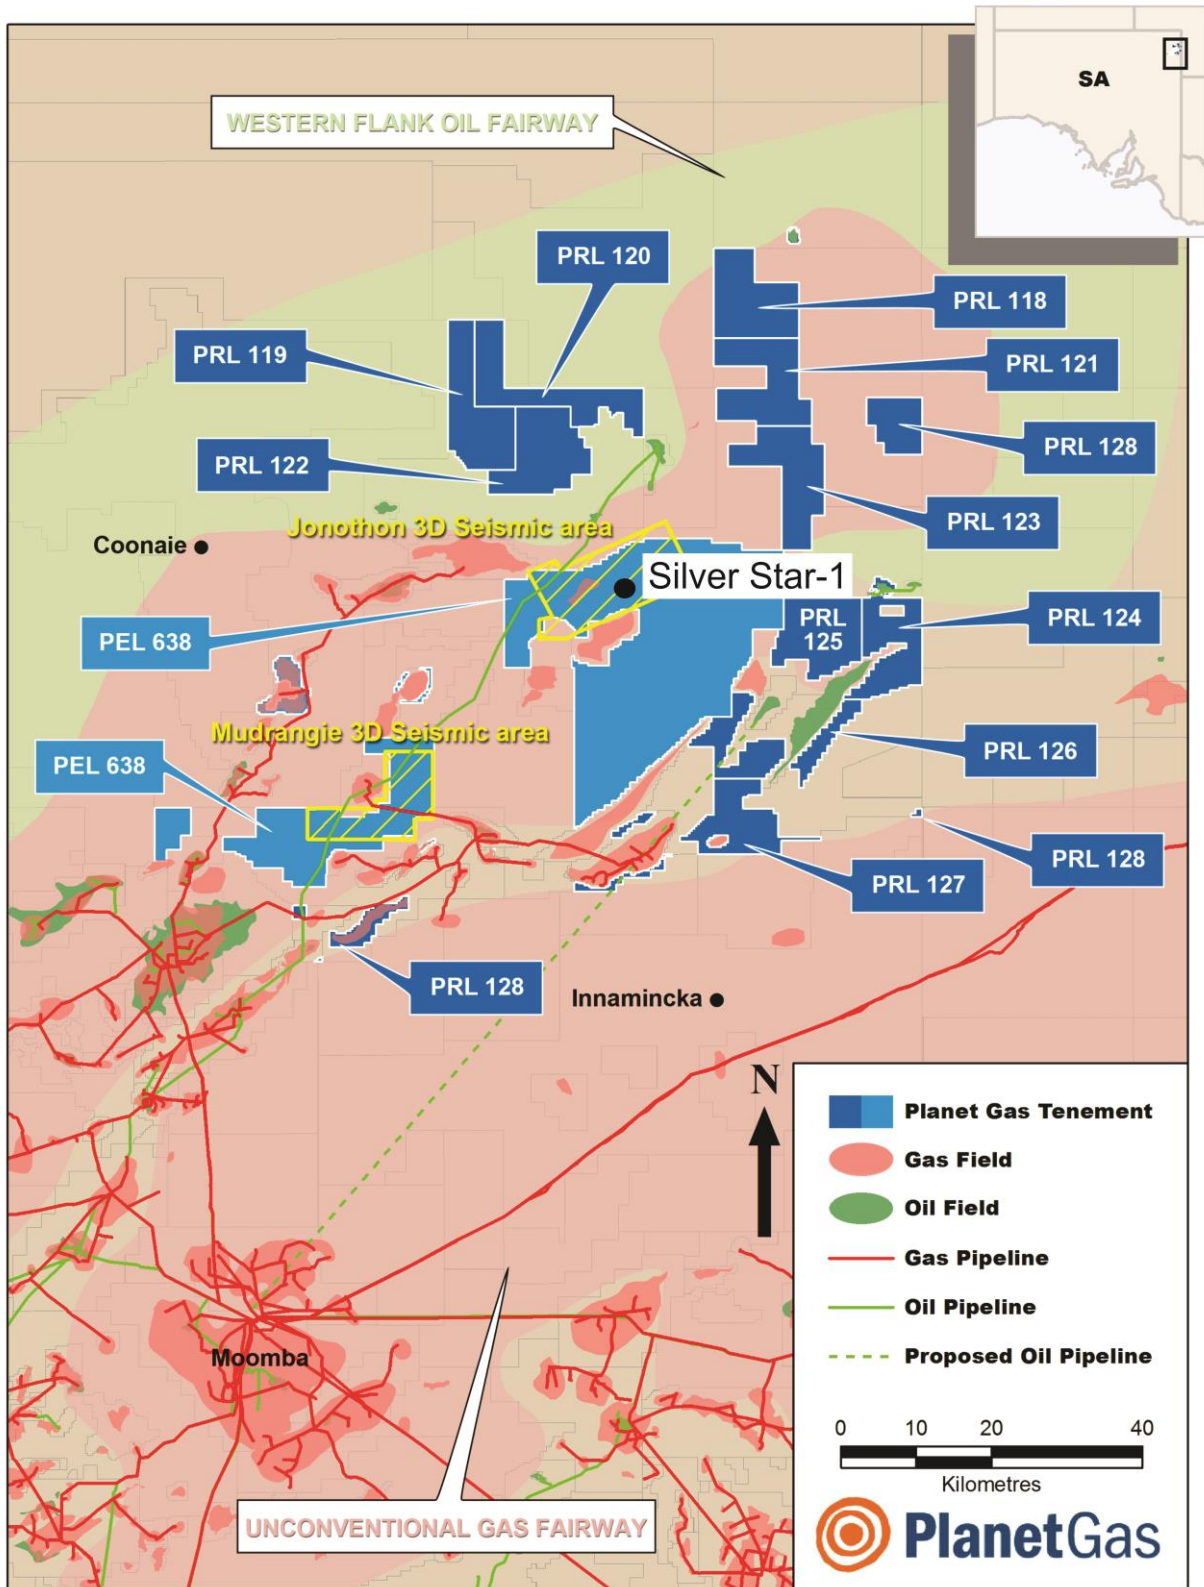 SA
WESTERN FLANK OIL FAIRWAY
PRL 120
PRL 118
PRL 119
PRL 121
PRL 128
PRL 122
PRL 123
Jonothon 3D Seismic area
Coonaie
Silver Star-1
PEL 638
PRL
125
PRL 124
Mudrangie 3D Seismic area
PRL 126
PEL 638
PRL 128
PRL 127
PRL 128
Innamincka
N
Planet Gas Tenement
Gas Field
Oil Field
Gas Pipeline
Oil Pipeline
Proposed Oil Pipeline
Moomba
0 10 20 40
Kilometres
UNCONVENTIONAL GAS FAIRWAY
PlanetGas